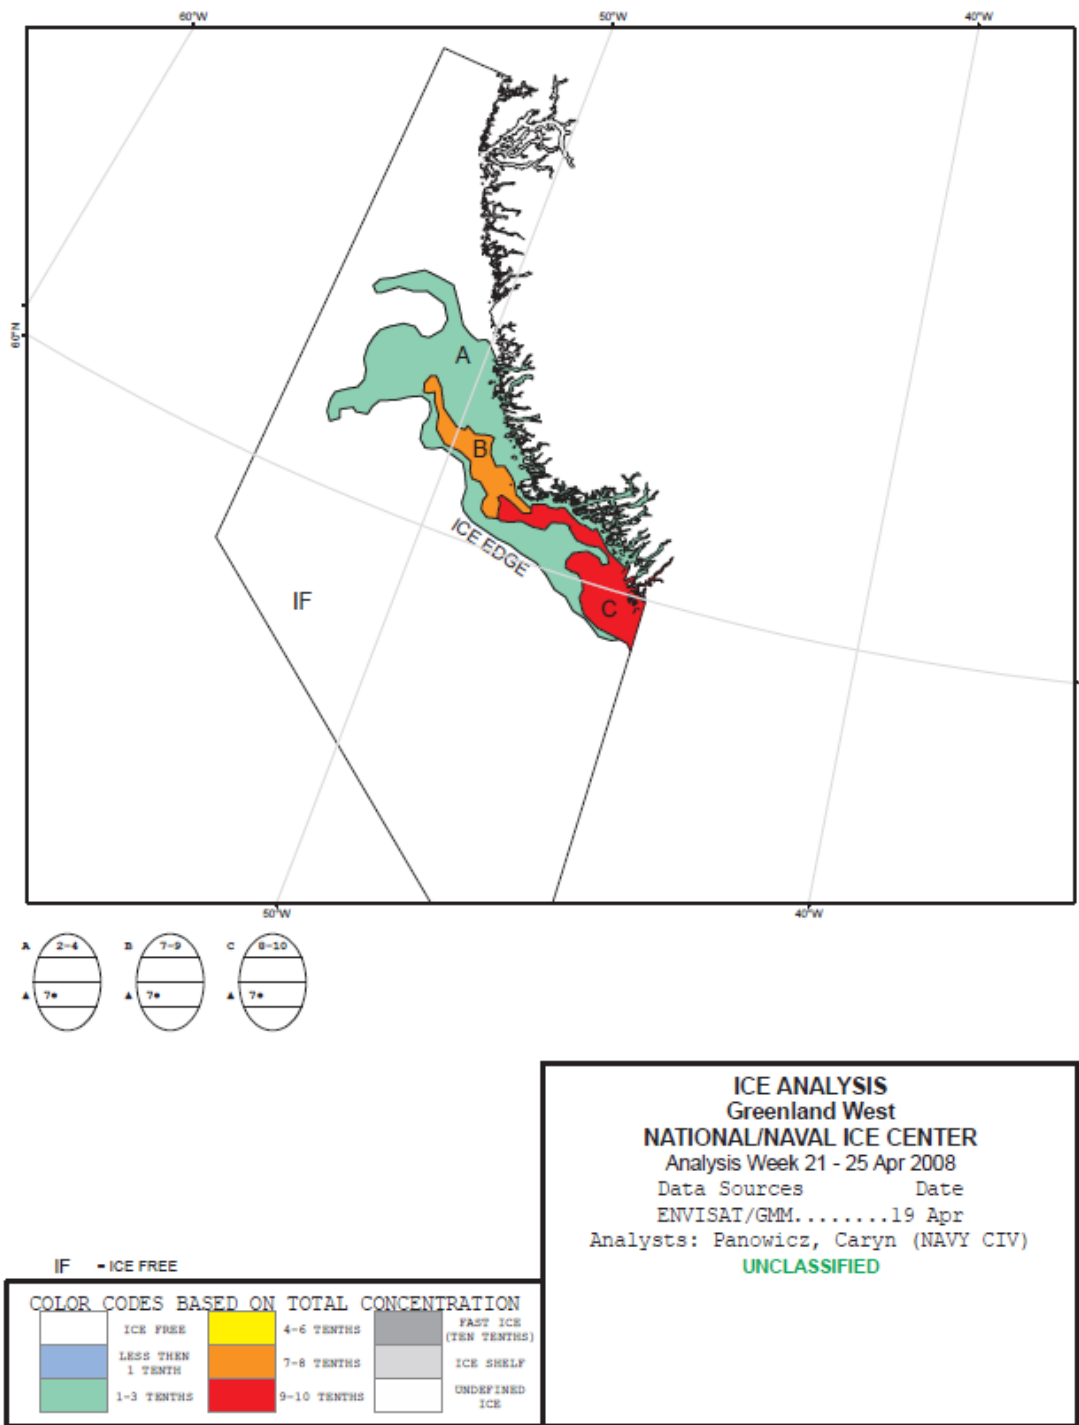 60°W 50°W 40°W
60°N
A
B
ICE EDGE
IF
C
50°W 40°W
A 2-4 B 7-9 C 8-10
▲ 7• ▲ 7• ▲ 7•
ICE ANALYSIS
Greenland West
NATIONAL/NAVAL ICE CENTER
Analysis Week 21 - 25 Apr 2008
Data Sources Date
ENVISAT/GMM........19 Apr
Analysts: Panowicz, Caryn (NAVY CIV)
UNCLASSIFIED
IF = ICE FREE
COLOR CODES BASED ON TOTAL CONCENTRATION
ICE FREE
LESS THEN
1 TENTH
1-3 TENTHS
4-6 TENTHS
7-8 TENTHS
9-10 TENTHS
FAST ICE
(TEN TENTHS)
ICE SHELF
UNDEFINED
ICE